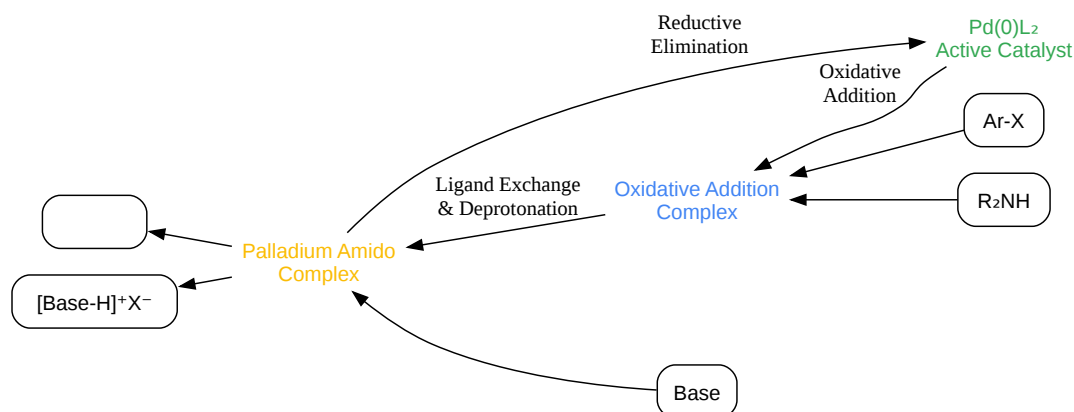 Reductive
Elimination
Pd(0)L₂
Active Catalyst
Oxidative
Addition
Ar-X
Ligand Exchange
& Deprotonation
Oxidative Addition
Complex
R₂NH
Palladium Amido
Complex
[Base-H]⁺X⁻
Base